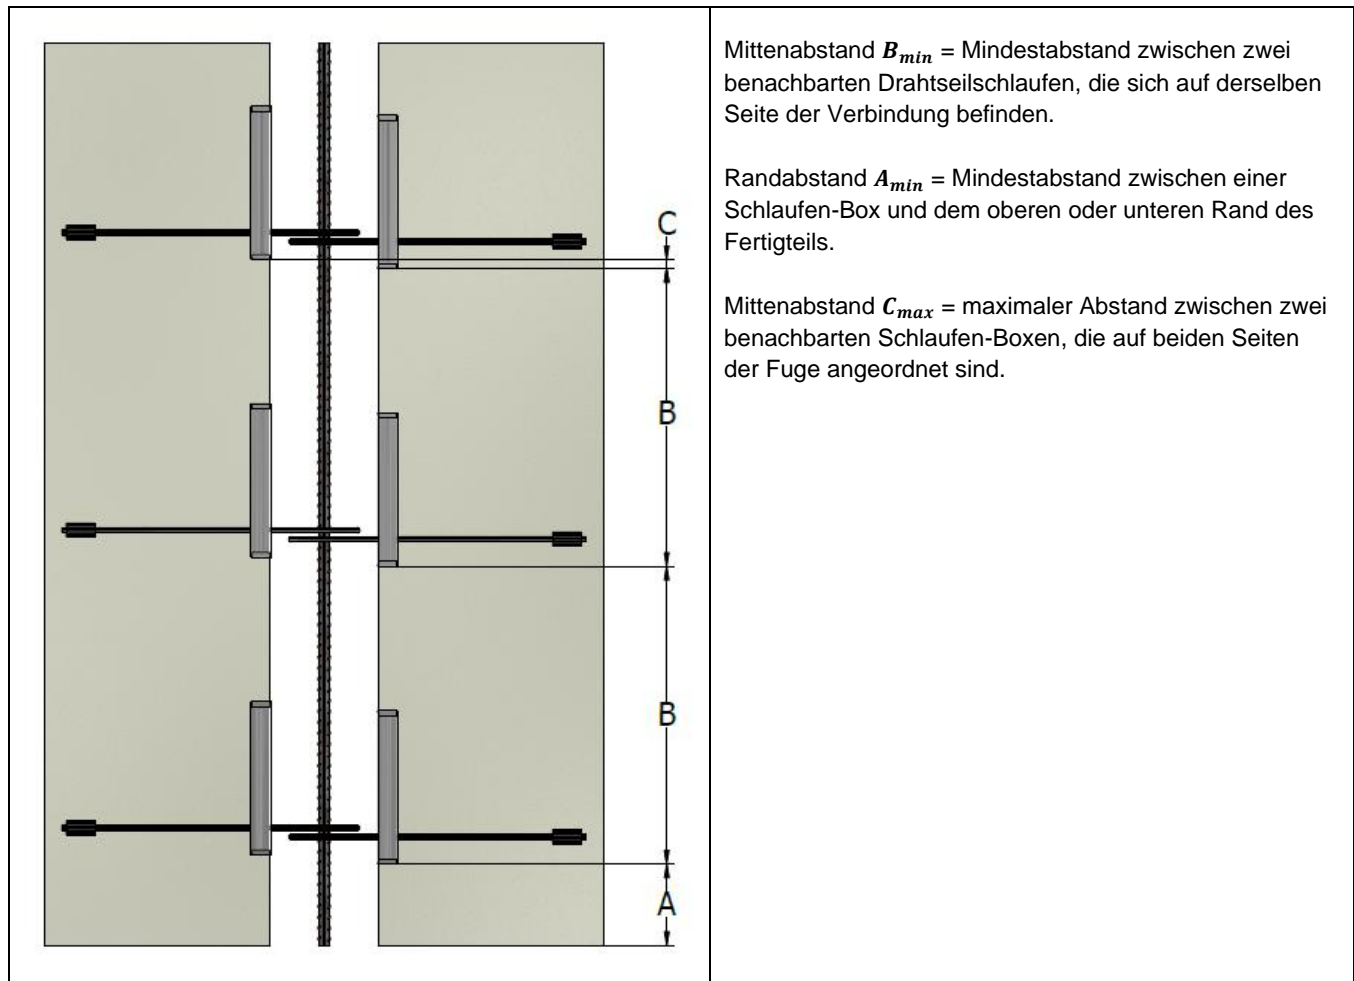 Mittenabstand B_min = Mindestabstand zwischen zwei
benachbarten Drahtseilschlaufen, die sich auf derselben
Seite der Verbindung befinden.
Randabstand A_min = Mindestabstand zwischen einer
Schlaufen-Box und dem oberen oder unteren Rand des
Fertigteils.
Mittenabstand C_max = maximaler Abstand zwischen zwei
benachbarten Schlaufen-Boxen, die auf beiden Seiten
der Fuge angeordnet sind.
C
B
B
A